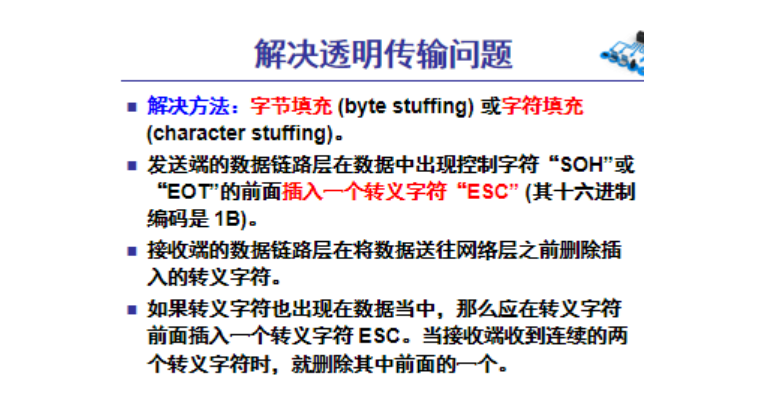 解决透明传输问题
解决方法：字节填充 (byte stuffing) 或字符填充
(character stuffing)。
发送端的数据链路层在数据中出现控制字符“SOH”或
“EOT”的前面插入一个转义字符“ESC” (其十六进制
编码是 1B)。
接收端的数据链路层在将数据送往网络层之前删除插
入的转义字符。
如果转义字符也出现在数据当中，那么应在转义字符
前面插入一个转义字符 ESC。当接收端收到连续的两
个转义字符时，就删除其中前面的一个。